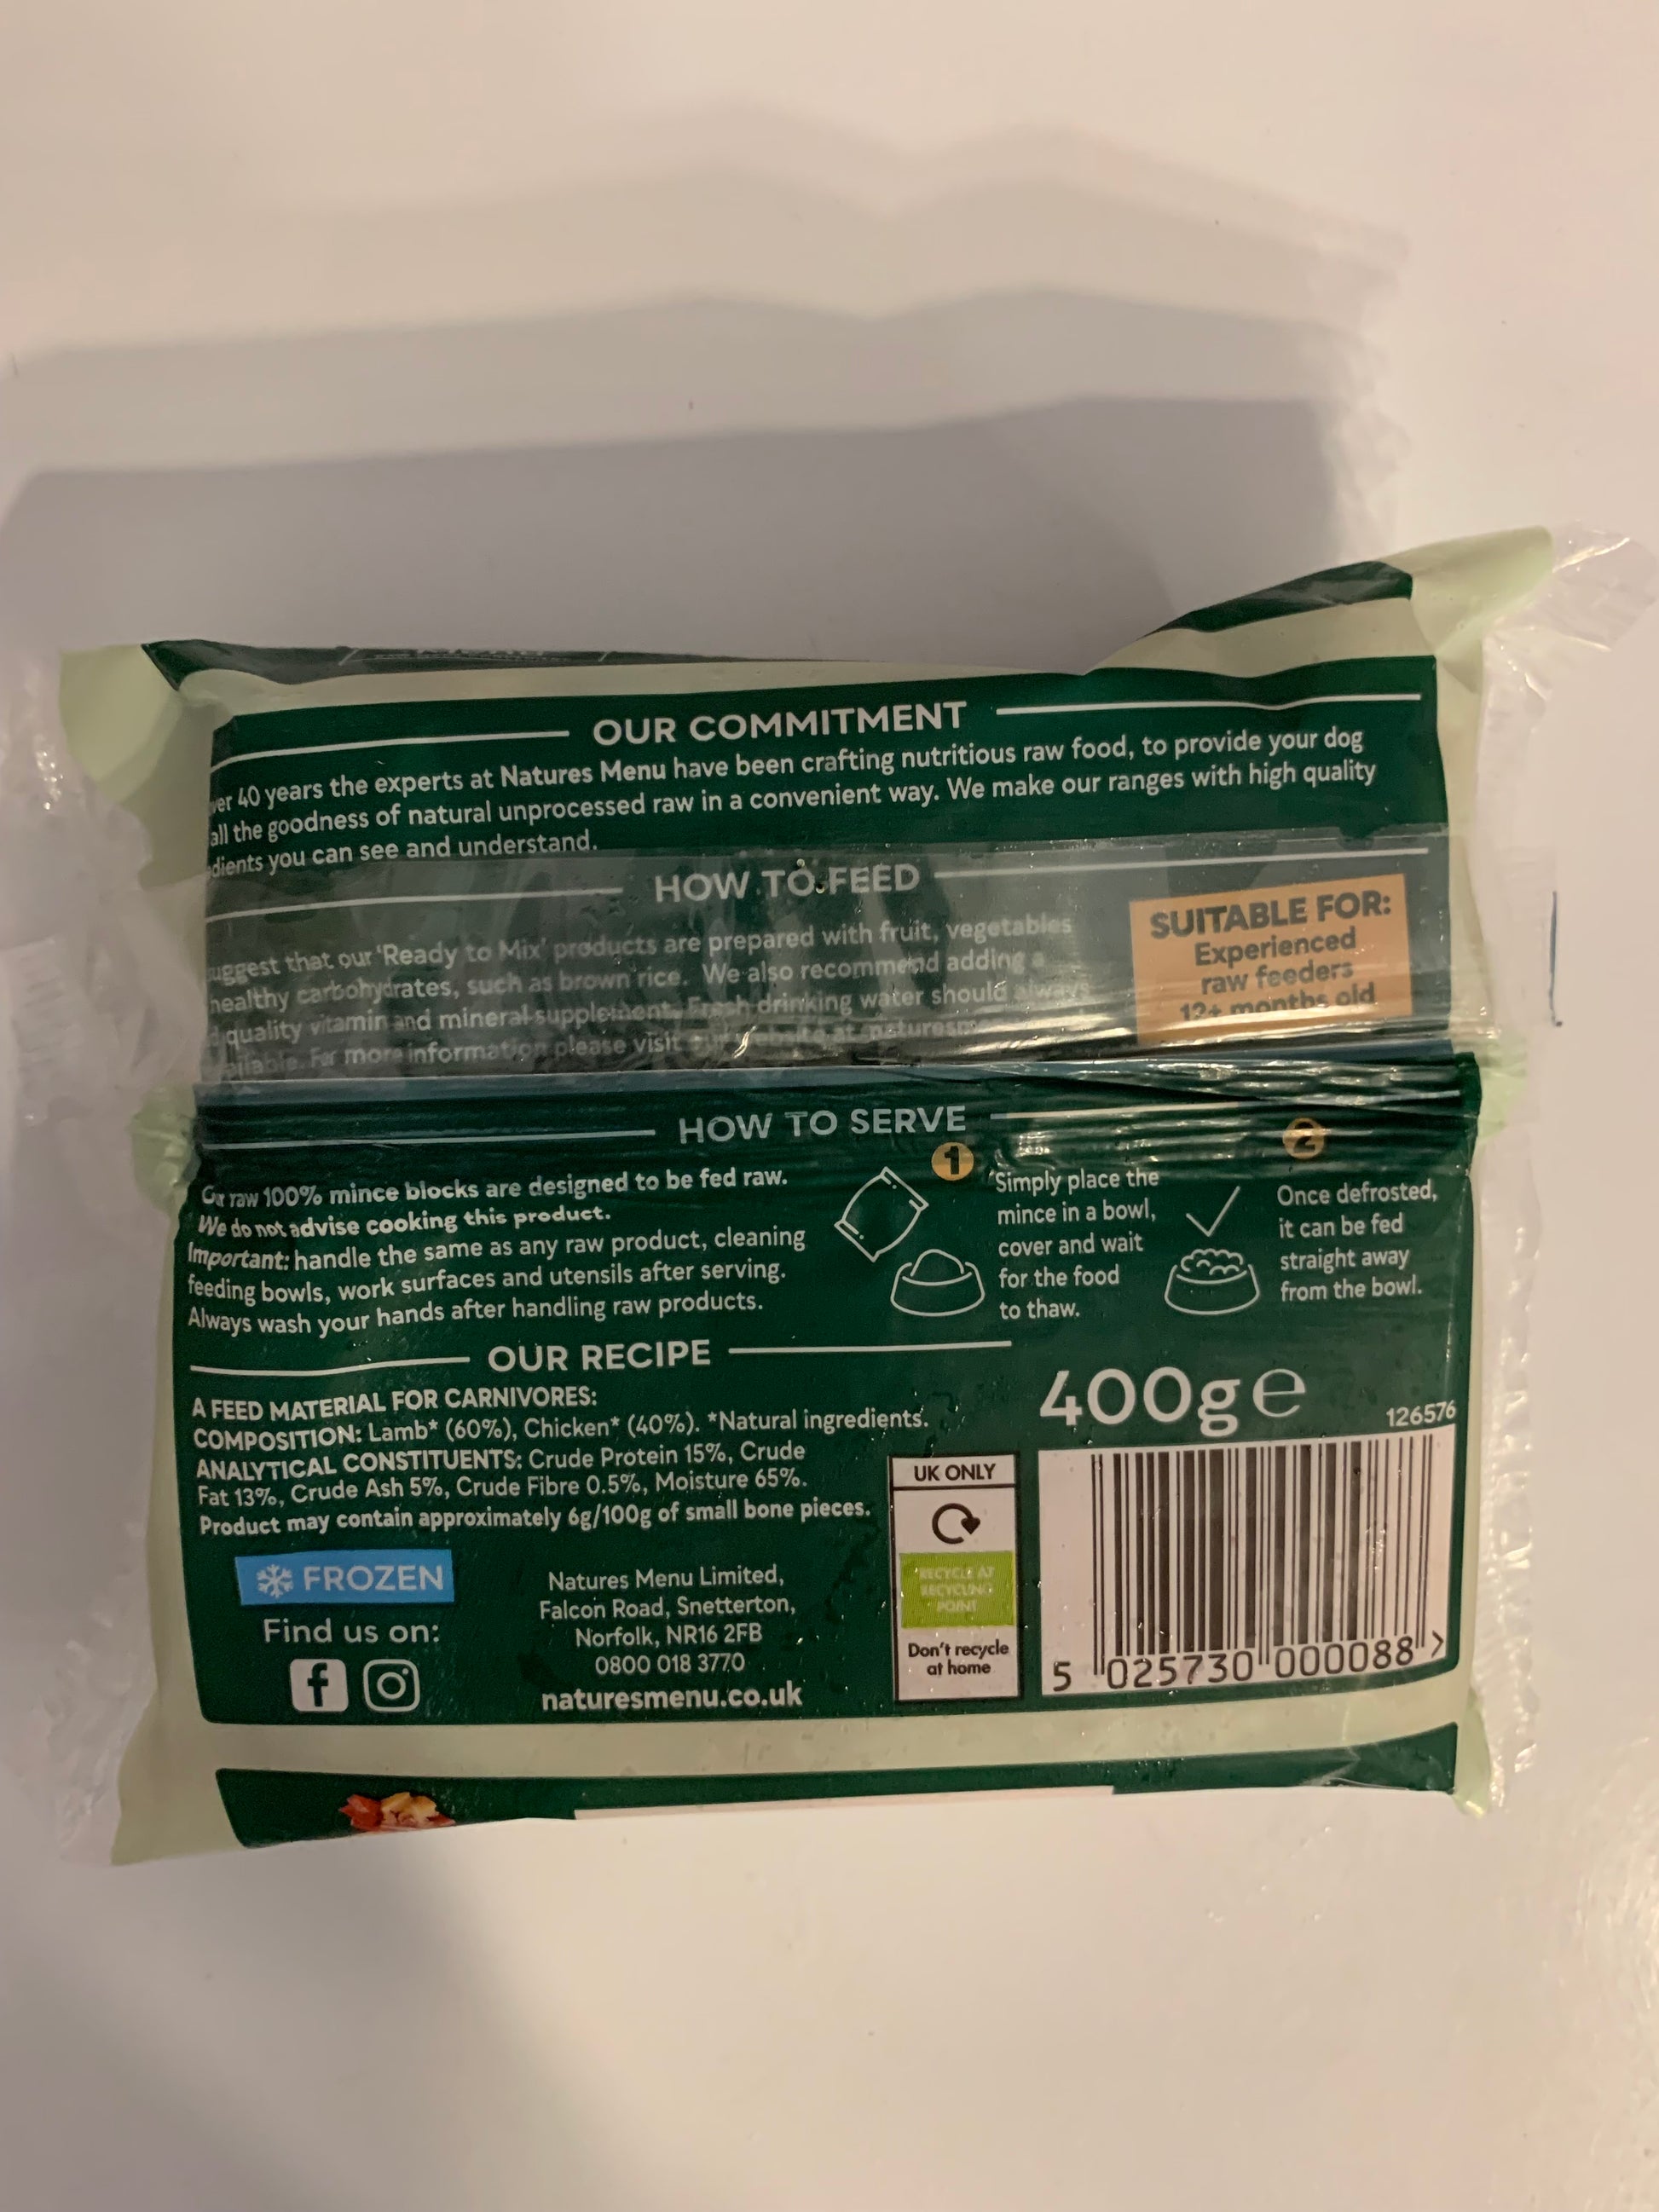 OUR COMMITMENT
40 years the experts at Natures Menu have been crafting nutritious raw food, to provide your dog
all the goodness of natural unprocessed raw in a convenient way. We make our ranges with high quality
dients you can see and understand.
HOW TO FEED
uggest that our 'Ready to Mix' products are prepared with fruit, vegetables
healthy carbohydrates, such as brown rice. We also recommend adding a
quality vitamin and mineral supplement. Fresh drinking water should always
ailable. For more information please visit our website at
SUITABLE FOR:
Experienced
raw feeders
12+ months old
HOW TO SERVE
Our raw 100% mince blocks are designed to be fed raw.
We do not advise cooking this product.
Important: handle the same as any raw product, cleaning
feeding bowls, work surfaces and utensils after serving.
Always wash your hands after handling raw products.
1
Simply place the
mince in a bowl,
cover and wait
for the food
to thaw.
2
Once defrosted,
it can be fed
straight away
from the bowl.
OUR RECIPE
A FEED MATERIAL FOR CARNIVORES:
COMPOSITION: Lamb* (60%), Chicken* (40%). *Natural ingredients.
ANALYTICAL CONSTITUENTS: Crude Protein 15%, Crude
Fat 13%, Crude Ash 5%, Crude Fibre 0.5%, Moisture 65%.
Product may contain approximately 6g/100g of small bone pieces.
FROZEN
Find us on:
Natures Menu Limited,
Falcon Road, Snetterton,
Norfolk, NR16 2FB
0800 018 3770
naturesmenu.co.uk
UK ONLY
RECYCLE AT
RECYCLING
POINT
Don't recycle
at home
400g e
126576
5 025730 000088 >